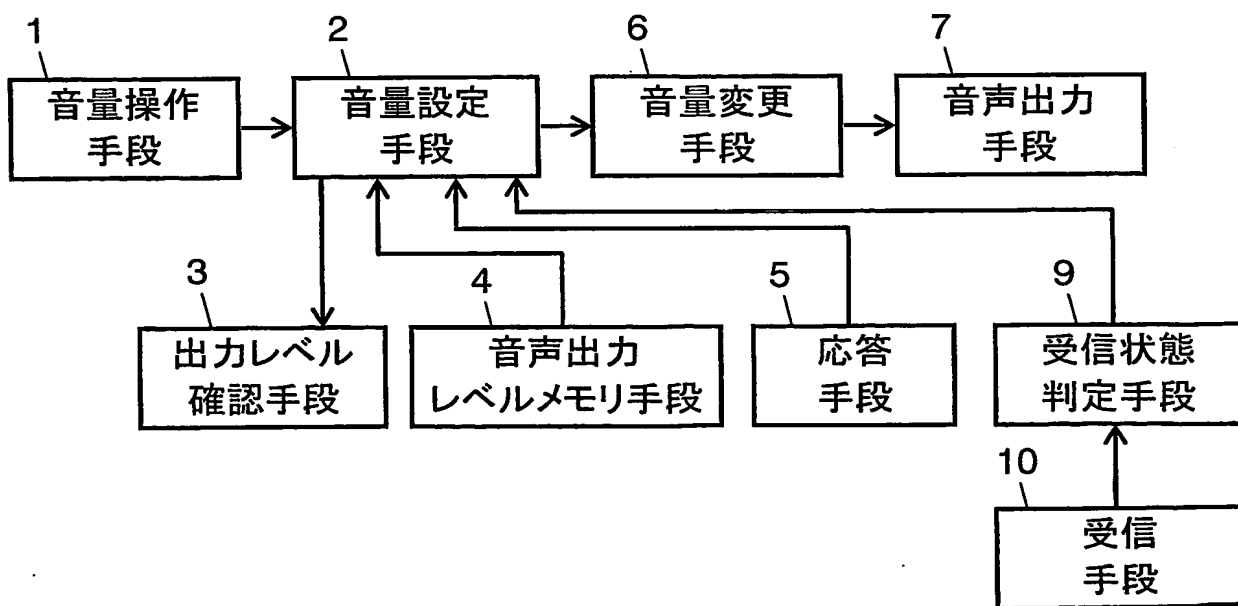 1
音量操作
手段
2
音量設定
手段
6
音量変更
手段
7
音声出力
手段
3
出力レベル
確認手段
4
音声出力
レベルメモリ手段
5
応答
手段
9
受信状態
判定手段
10
受信
手段